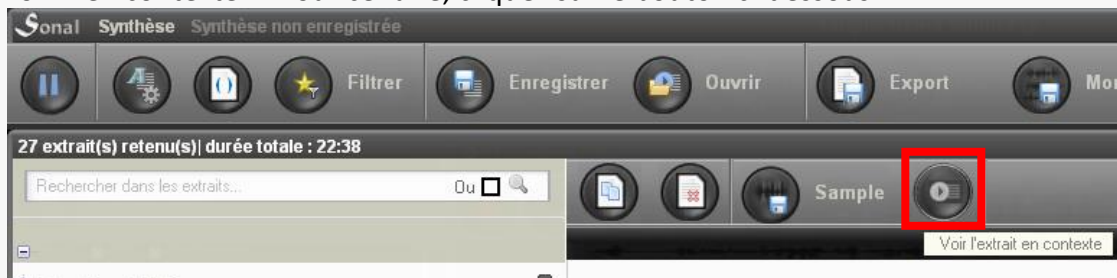 Sonal Synthèse Synthèse non enregistrée
Filtrer Enregistrer Ouvrir Export
27 extrait(s) retenu(s)| durée totale : 22:38
Rechercher dans les extraits... Ou
Sample
Voir l'extrait en contexte